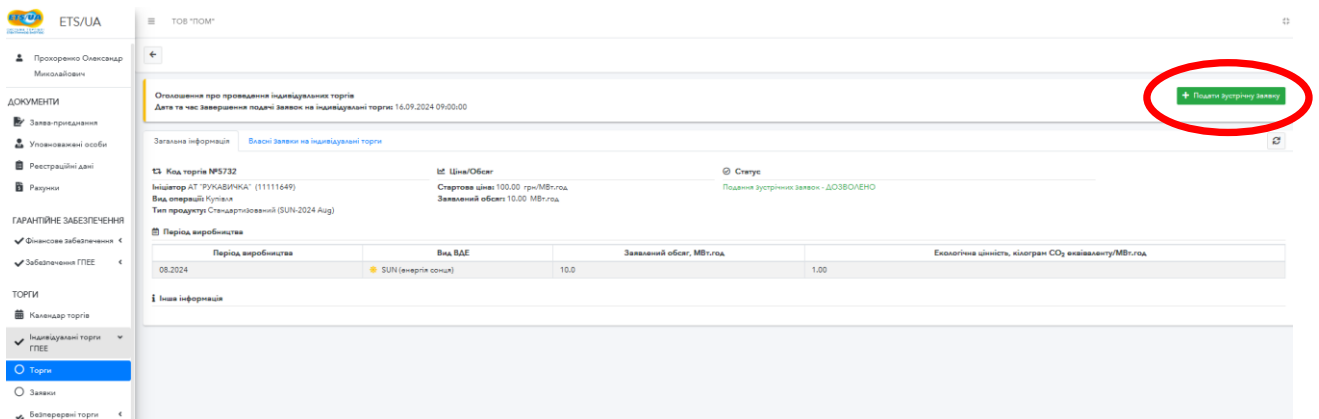 ETS/UA
ТОВ "ПОМ"
Прохоренко Олександр
Миколайович
ДОКУМЕНТИ
Заява-приєднання
Уповноважені особи
Реєстраційні дані
Рахунки
ГАРАНТІЙНЕ ЗАБЕЗПЕЧЕННЯ
Фінансове забезпечення
Забезпечення ГПЕЕ
ТОРГИ
Календар торгів
Індивідуальні торги
ГПЕЕ
Торги
Заявки
Безперервні торги
Оголошення про проведення індивідуальних торгів
Дата та час завершення подачі заявок на індивідуальні торги: 16.09.2024 09:00:00
+ Подати зустрічну заявку
Загальна інформація Власні заявки на індивідуальні торги
Код торгів №5732
Ініціатор АТ "РУКАВИЧКА" (11111649)
Вид операції: Купівля
Тип продукту: Стандартизований (SUN-2024 Aug)
Ціна/Обсяг
Стартова ціна: 100.00 грн/МВт.год
Заявлений обсяг: 10.00 МВт.год
Статус
Подання зустрічних заявок - ДОЗВОЛЕНО
Період виробництва
Період виробництва Вид ВДЕ Заявлений обсяг, МВт.год Екологічна цінність, кілограм CO₂ еквіваленту/МВт.год
08.2024 SUN (енергія сонця) 10.0 1.00
Інша інформація